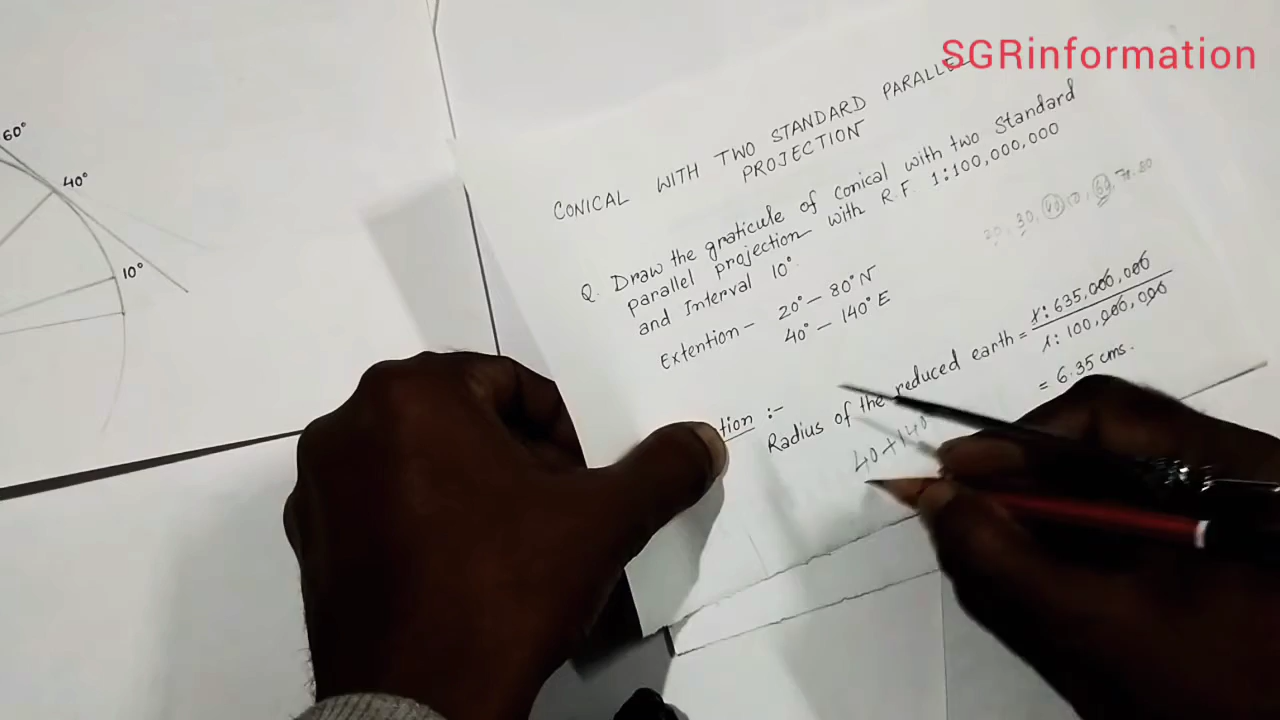 SGRinformation
CONICAL WITH TWO STANDARD PARALLEL
PROJECTION
Q. Draw the graticule of conical with two standard
parallel projection with R.F. 1:100,000,000
and Interval 10°.
Extention – 20° – 80° N
40° – 140° E
20, 30, 40, 50, 60, 70, 80
tion :-
Radius of the reduced earth = 1: 635,000,000
1: 100,000,000
= 6.35 cms.
40+140
60°
40°
10°